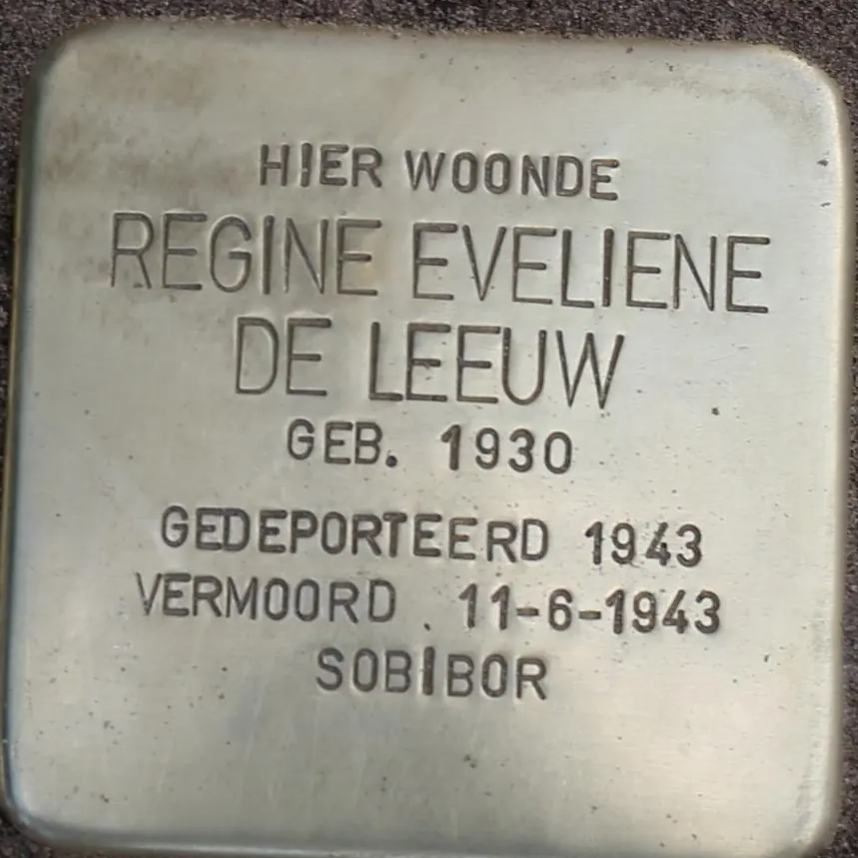 HIER WOONDE
REGINE EVELIENE
DE LEEUW
GEB. 1930
GEDEPORTEERD 1943
VERMOORD 11-6-1943
SOBIBOR